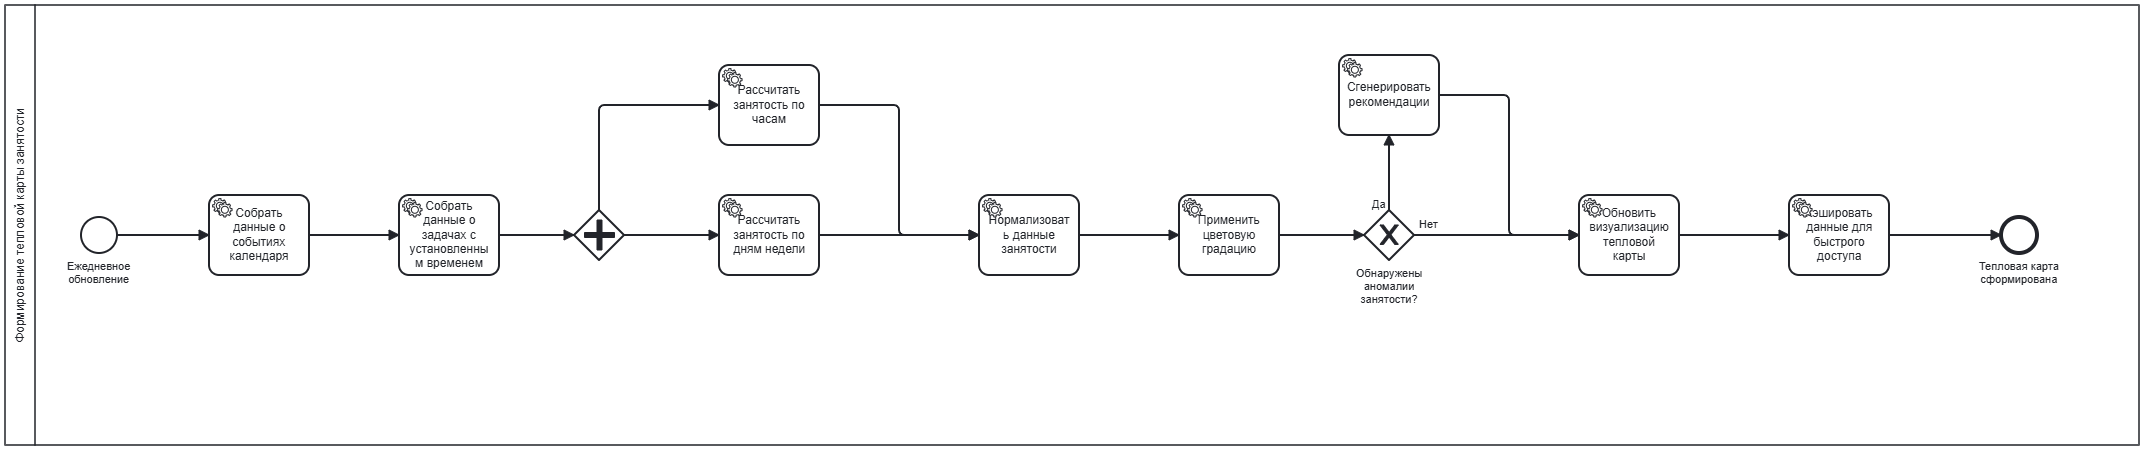 Формирование тепловой карты занятости
Ежедневное
обновление
Собрать
данные о
событиях
календаря
Собрать
данные о
задачах с
установленны
м временем
Рассчитать
занятость по
часам
Рассчитать
занятость по
дням недели
Нормализоват
ь данные
занятости
Применить
цветовую
градацию
Да
Нет
Обнаружены
аномалии
занятости?
Сгенерировать
рекомендации
Обновить
визуализацию
тепловой
карты
Кэшировать
данные для
быстрого
доступа
Тепловая карта
сформирована